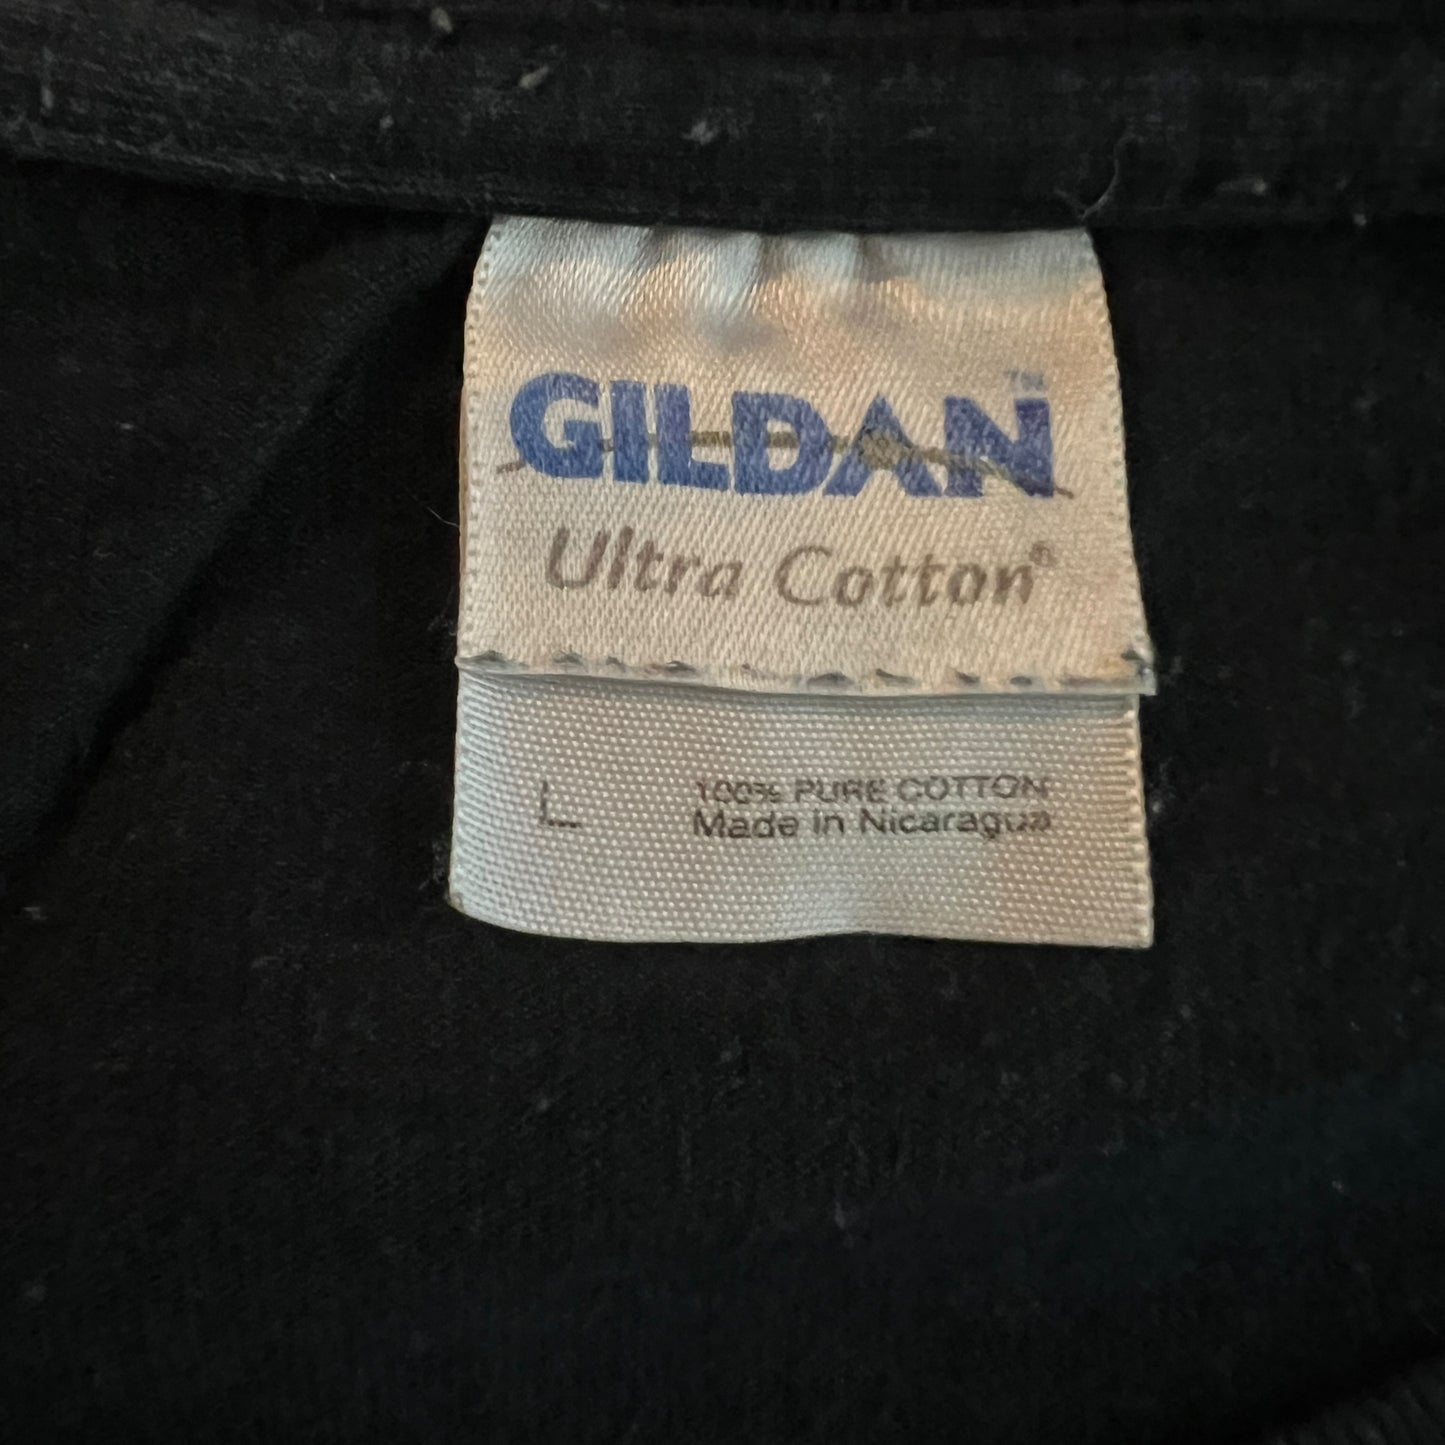 GILDAN™
Ultra Cotton®
L
100% PURE COTTON
Made in Nicaragua